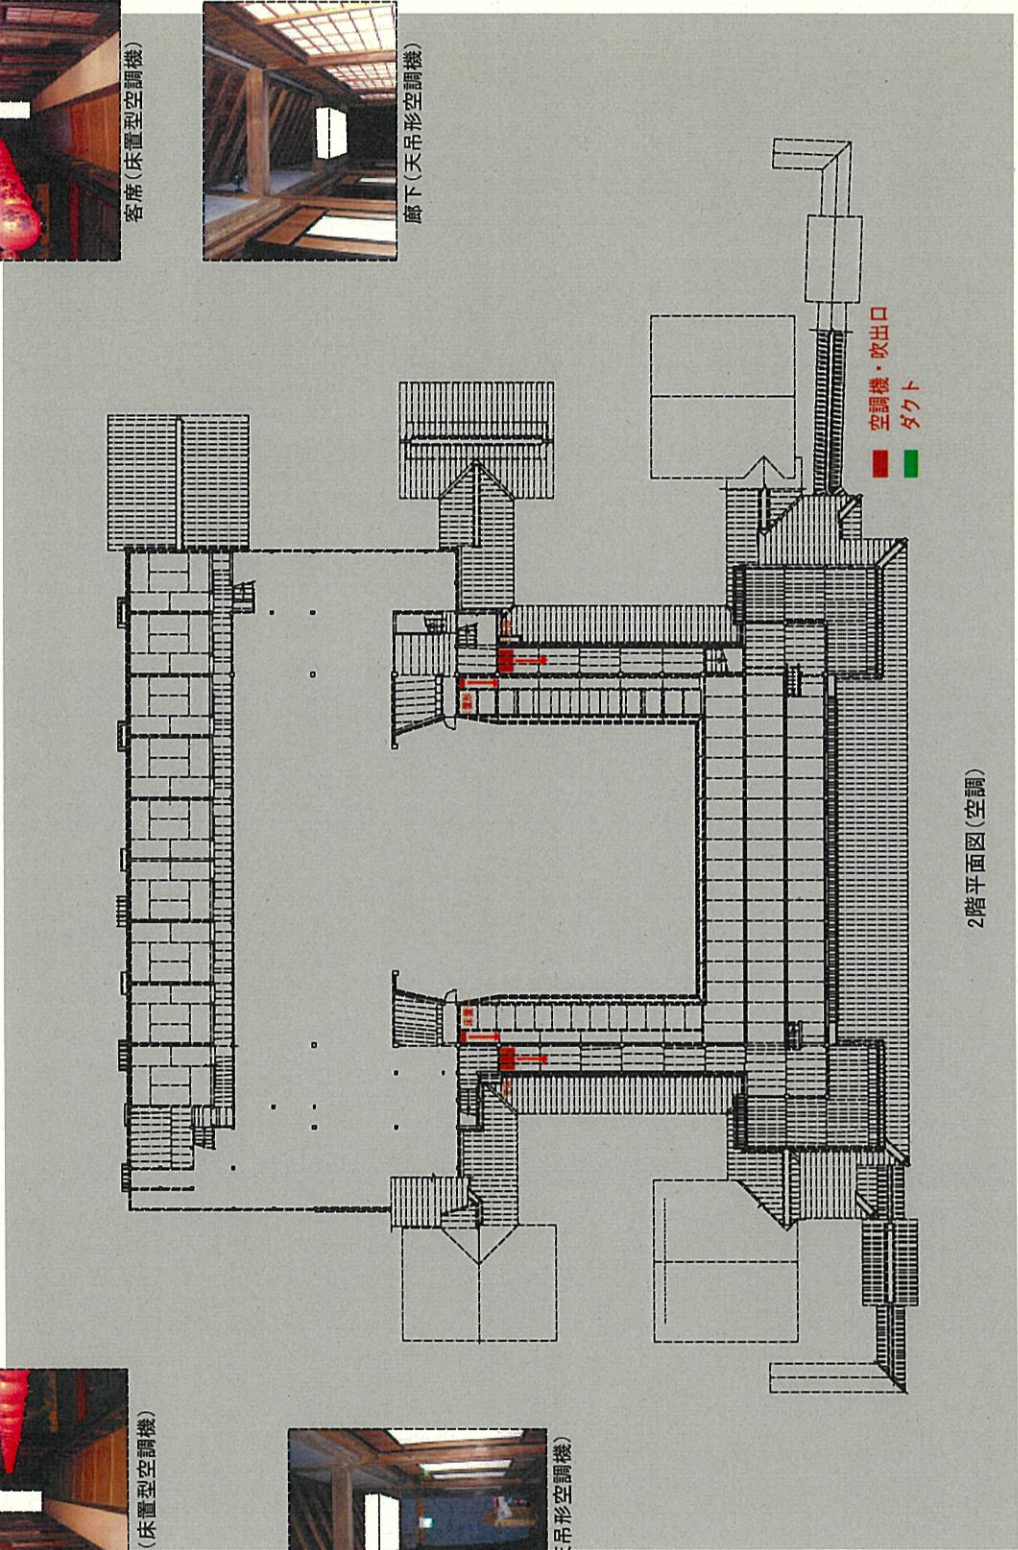 客席(床置型空調機)
廊下(天吊形空調機)
(床置型空調機)
吊形空調機)
空調機・吹出口
ダクト
床置
2階平面図(空調)